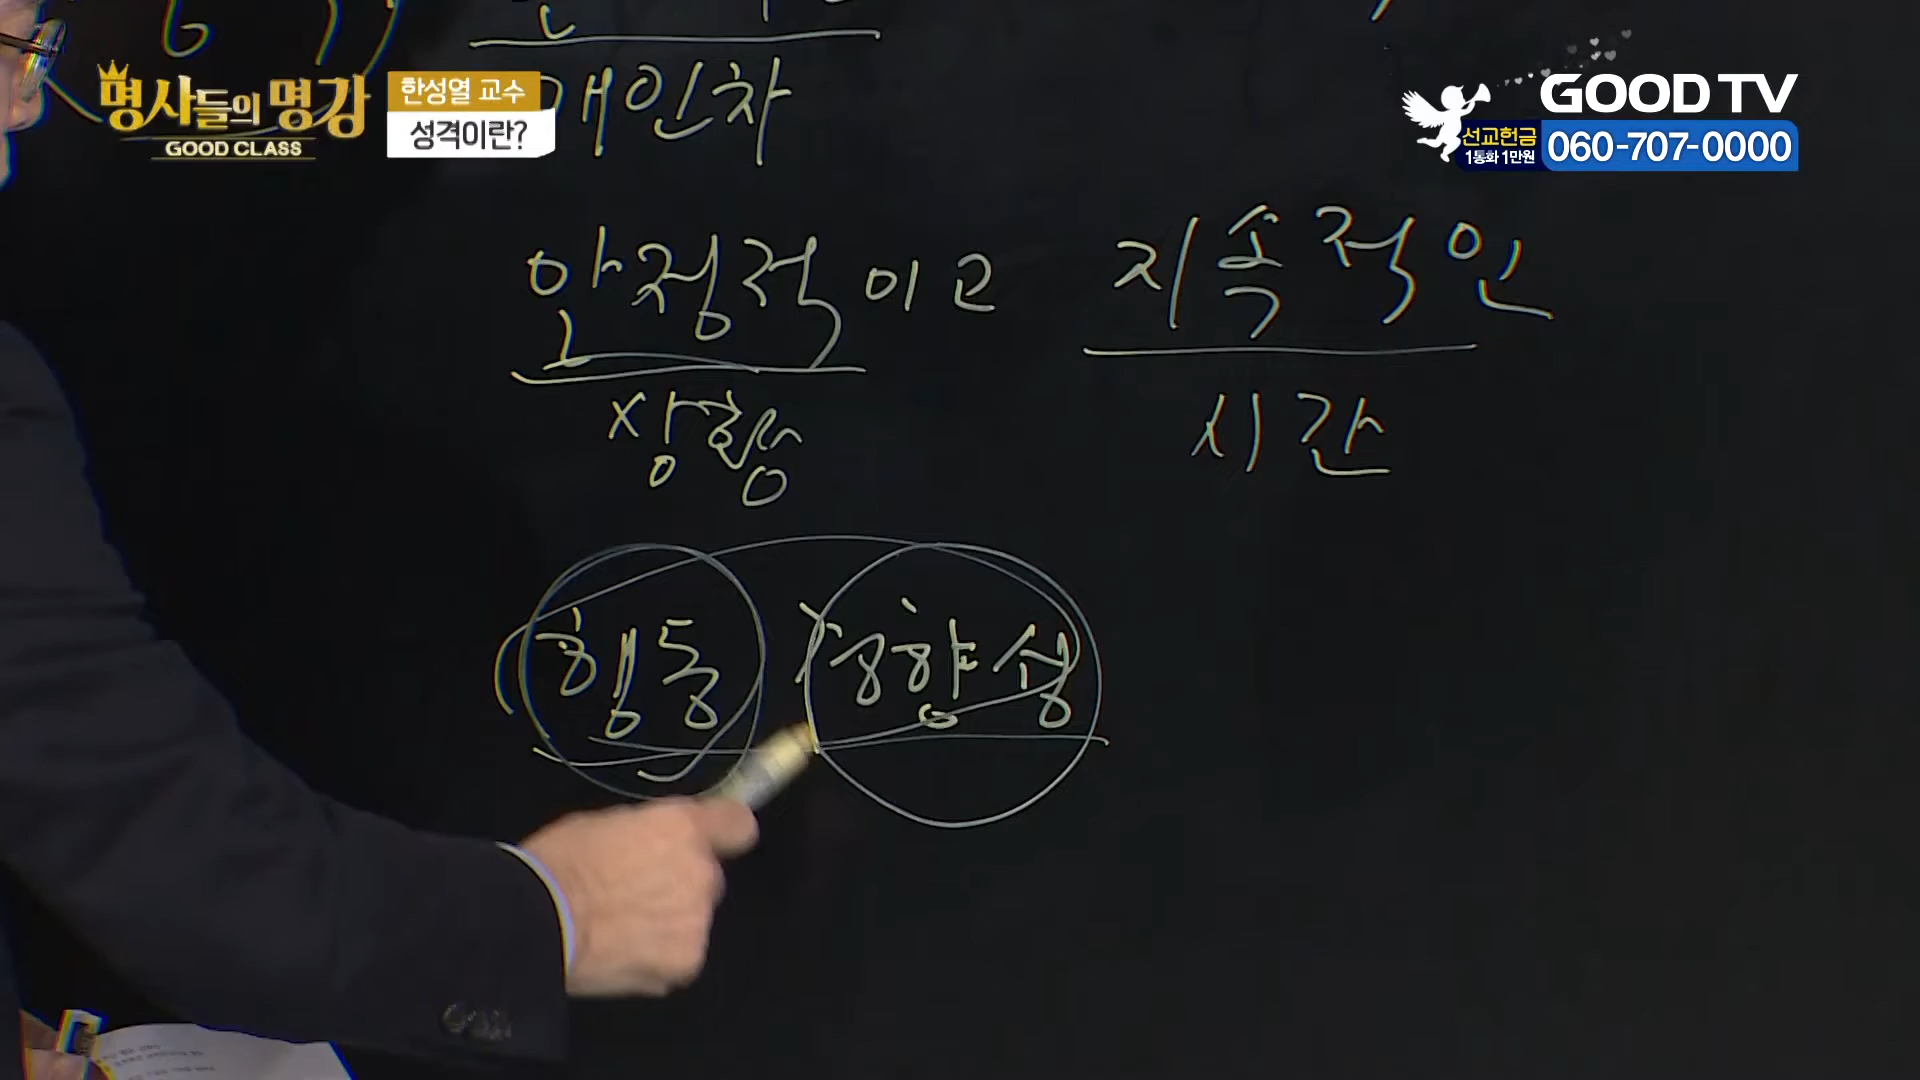 명사들의 명강
GOOD CLASS
한성열 교수
성격이란?
GOOD TV
선교헌금
1통화 1만원
060-707-0000
개인차
안정적이고 지속적인
상황 시간
(행동) 경향성